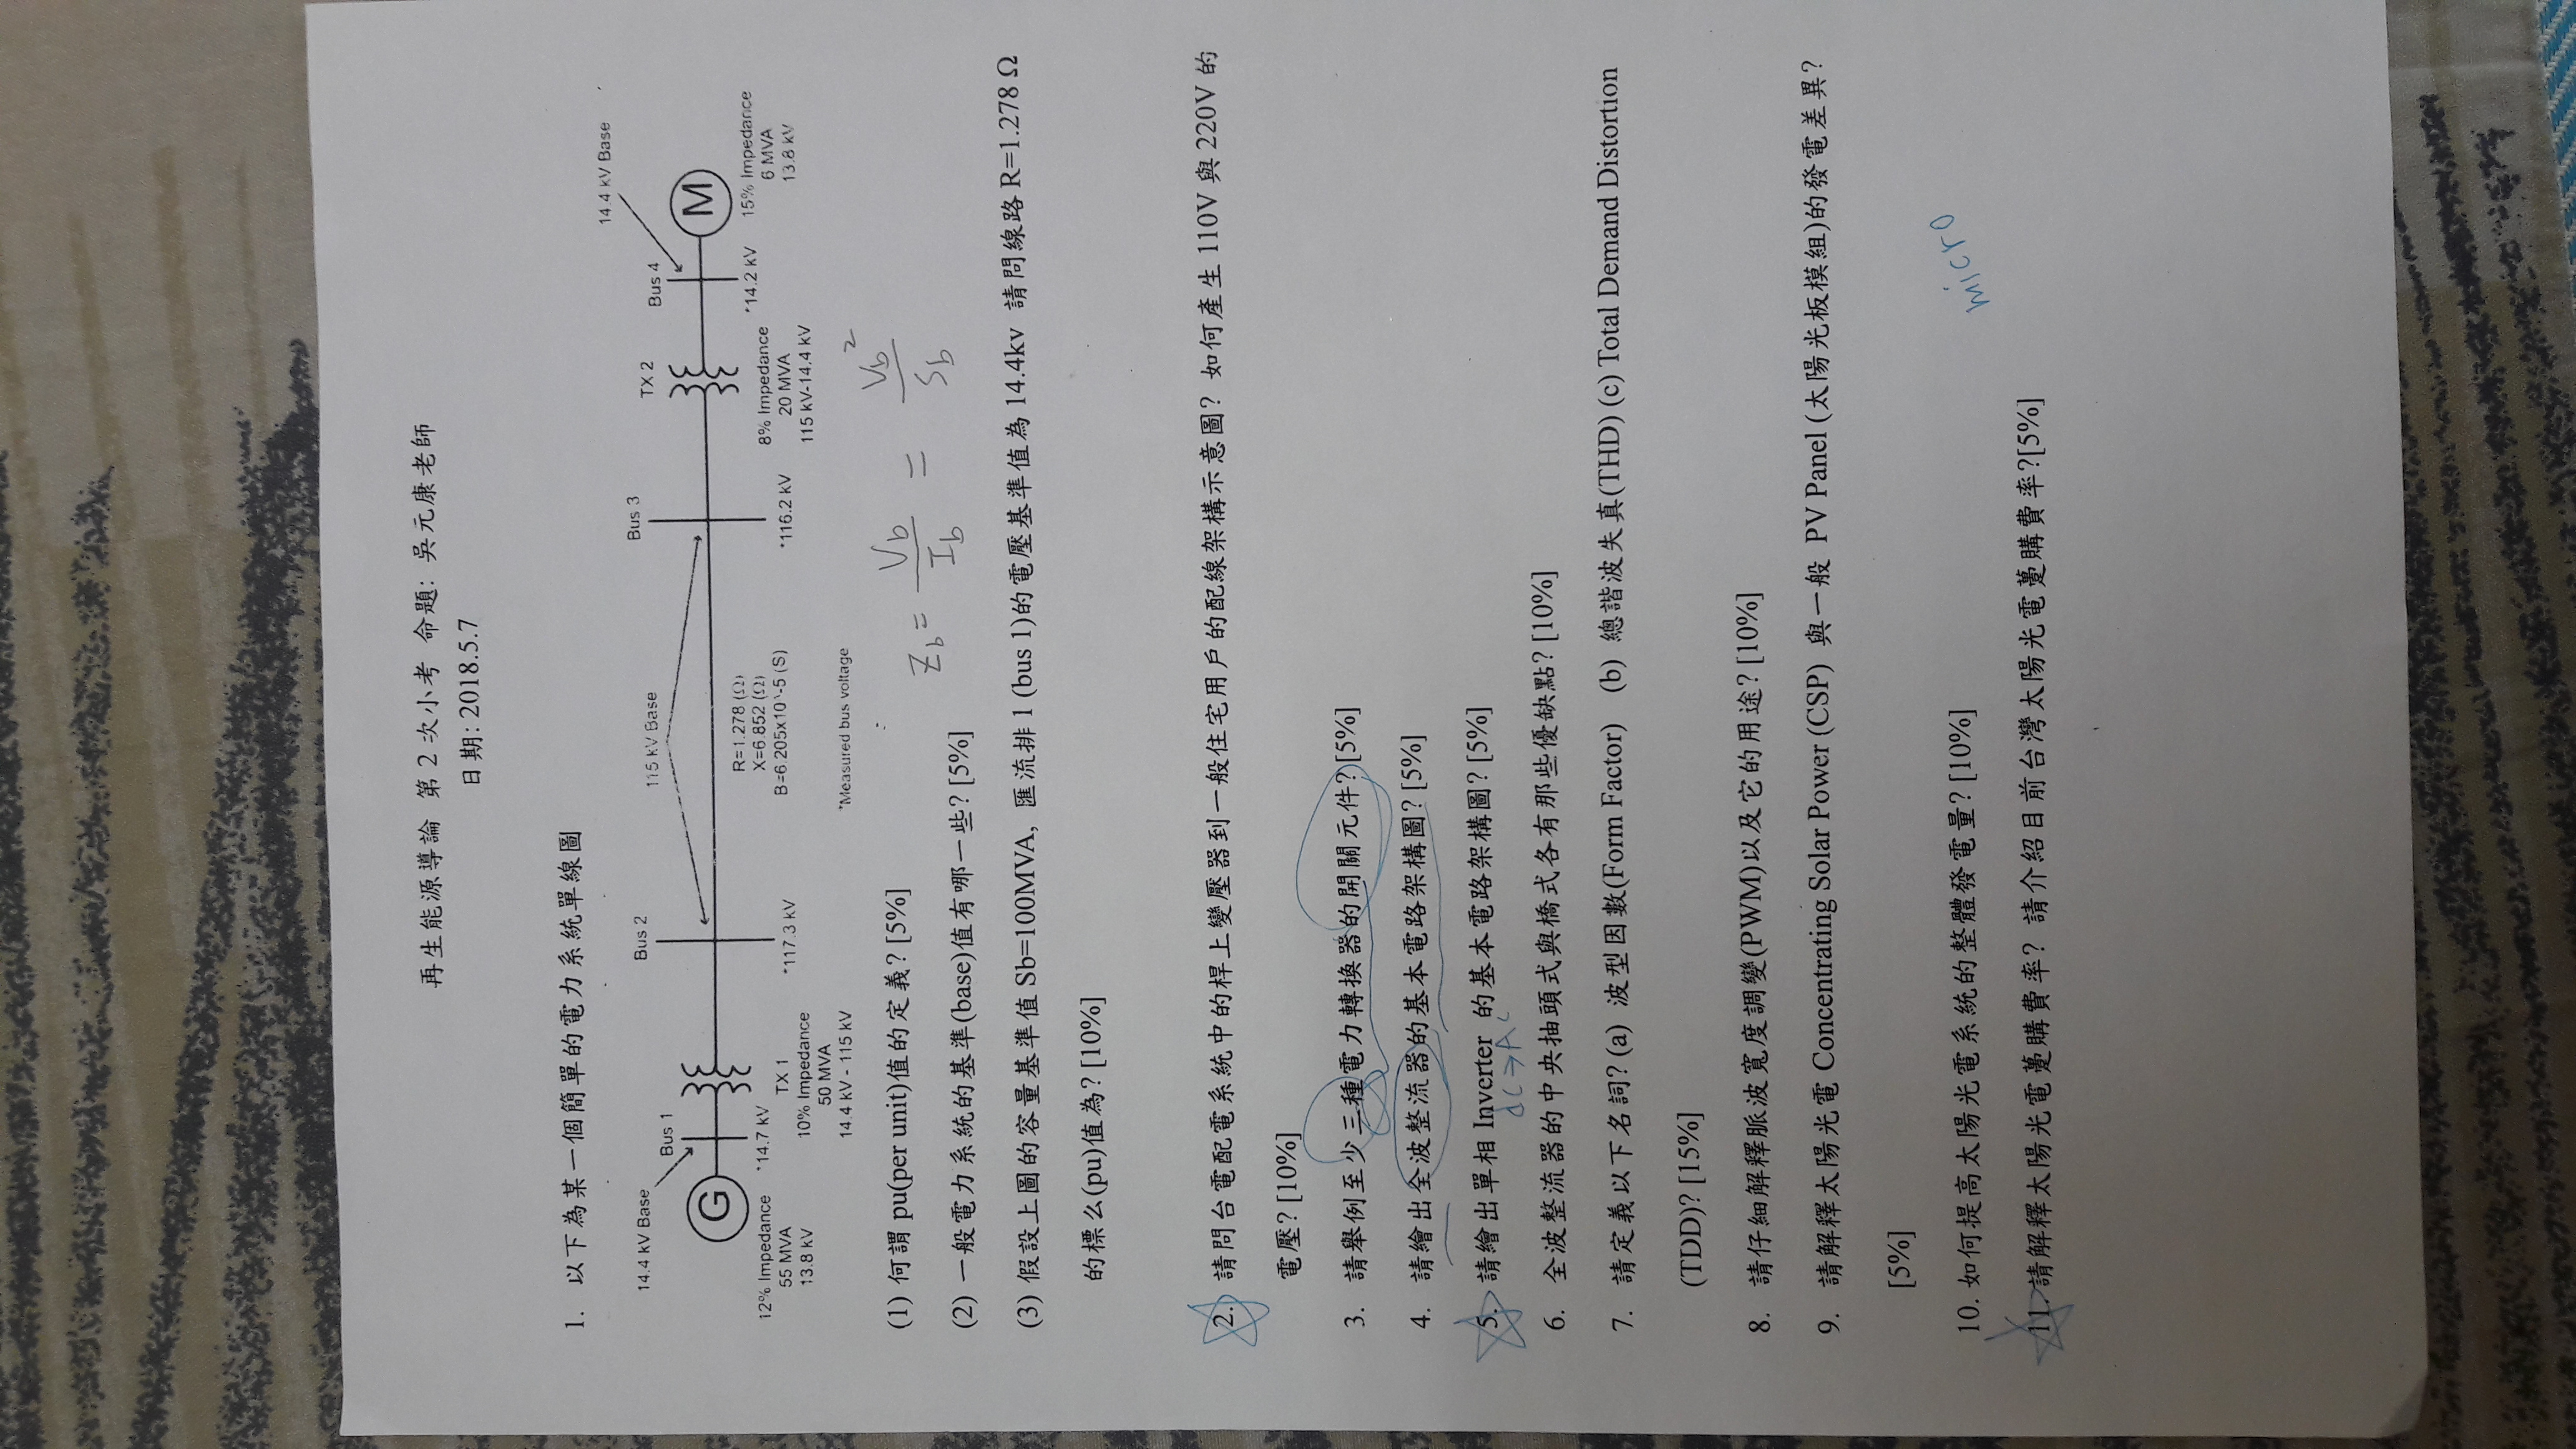 再生能源導論 第2次小考 命題: 吳元康老師
日期: 2018.5.7
1. 以下為某一個簡單的電力系統單線圖
14.4 kV Base
14.4 kV Base
Bus 1
Bus 2
115 kV Base
Bus 3
TX 2
Bus 4
G
M
12% Impedance
55 MVA
13.8 kV
*14.7 kV
TX 1
10% Impedance
50 MVA
14.4 kV - 115 kV
*117.3 kV
R=1.278 (Ω)
X=6.852 (Ω)
B=6.205x10^-5 (S)
*Measured bus voltage
*116.2 kV
8% Impedance
20 MVA
115 kV-14.4 kV
*14.2 kV
15% Impedance
6 MVA
13.8 kV
(1) 何謂 pu(per unit)值的定義? [5%]
Zb = Vb / Ib = Vb² / Sb
(2) 一般電力系統的基準(base)值有哪一些? [5%]
(3) 假設上圖的容量基準值 Sb=100MVA, 匯流排 1 (bus 1)的電壓基準值為 14.4kv 請問線路 R=1.278 Ω
的標么(pu)值為? [10%]
2. 請問台電配電系統中的桿上變壓器到一般住宅用戶的配線架構示意圖? 如何產生 110V 與 220V 的
電壓? [10%]
3. 請舉例至少三種電力轉換器的開關元件? [5%]
4. 請繪出全波整流器的基本電路架構圖? [5%]
5. 請繪出單相 Inverter 的基本電路架構圖? [5%]
dC→AC
6. 全波整流器的中央抽頭式與橋式各有那些優缺點? [10%]
7. 請定義以下名詞? (a) 波型因數(Form Factor) (b) 總諧波失真(THD) (c) Total Demand Distortion
(TDD)? [15%]
8. 請仔細解釋脈波寬度調變(PWM)以及它的用途? [10%]
9. 請解釋太陽光電 Concentrating Solar Power (CSP) 與一般 PV Panel (太陽光板模組)的發電差異?
[5%]
micro
10. 如何提高太陽光電系統的整體發電量? [10%]
11. 請解釋太陽光電躉購費率? 請介紹目前台灣太陽光電躉購費率?[5%]